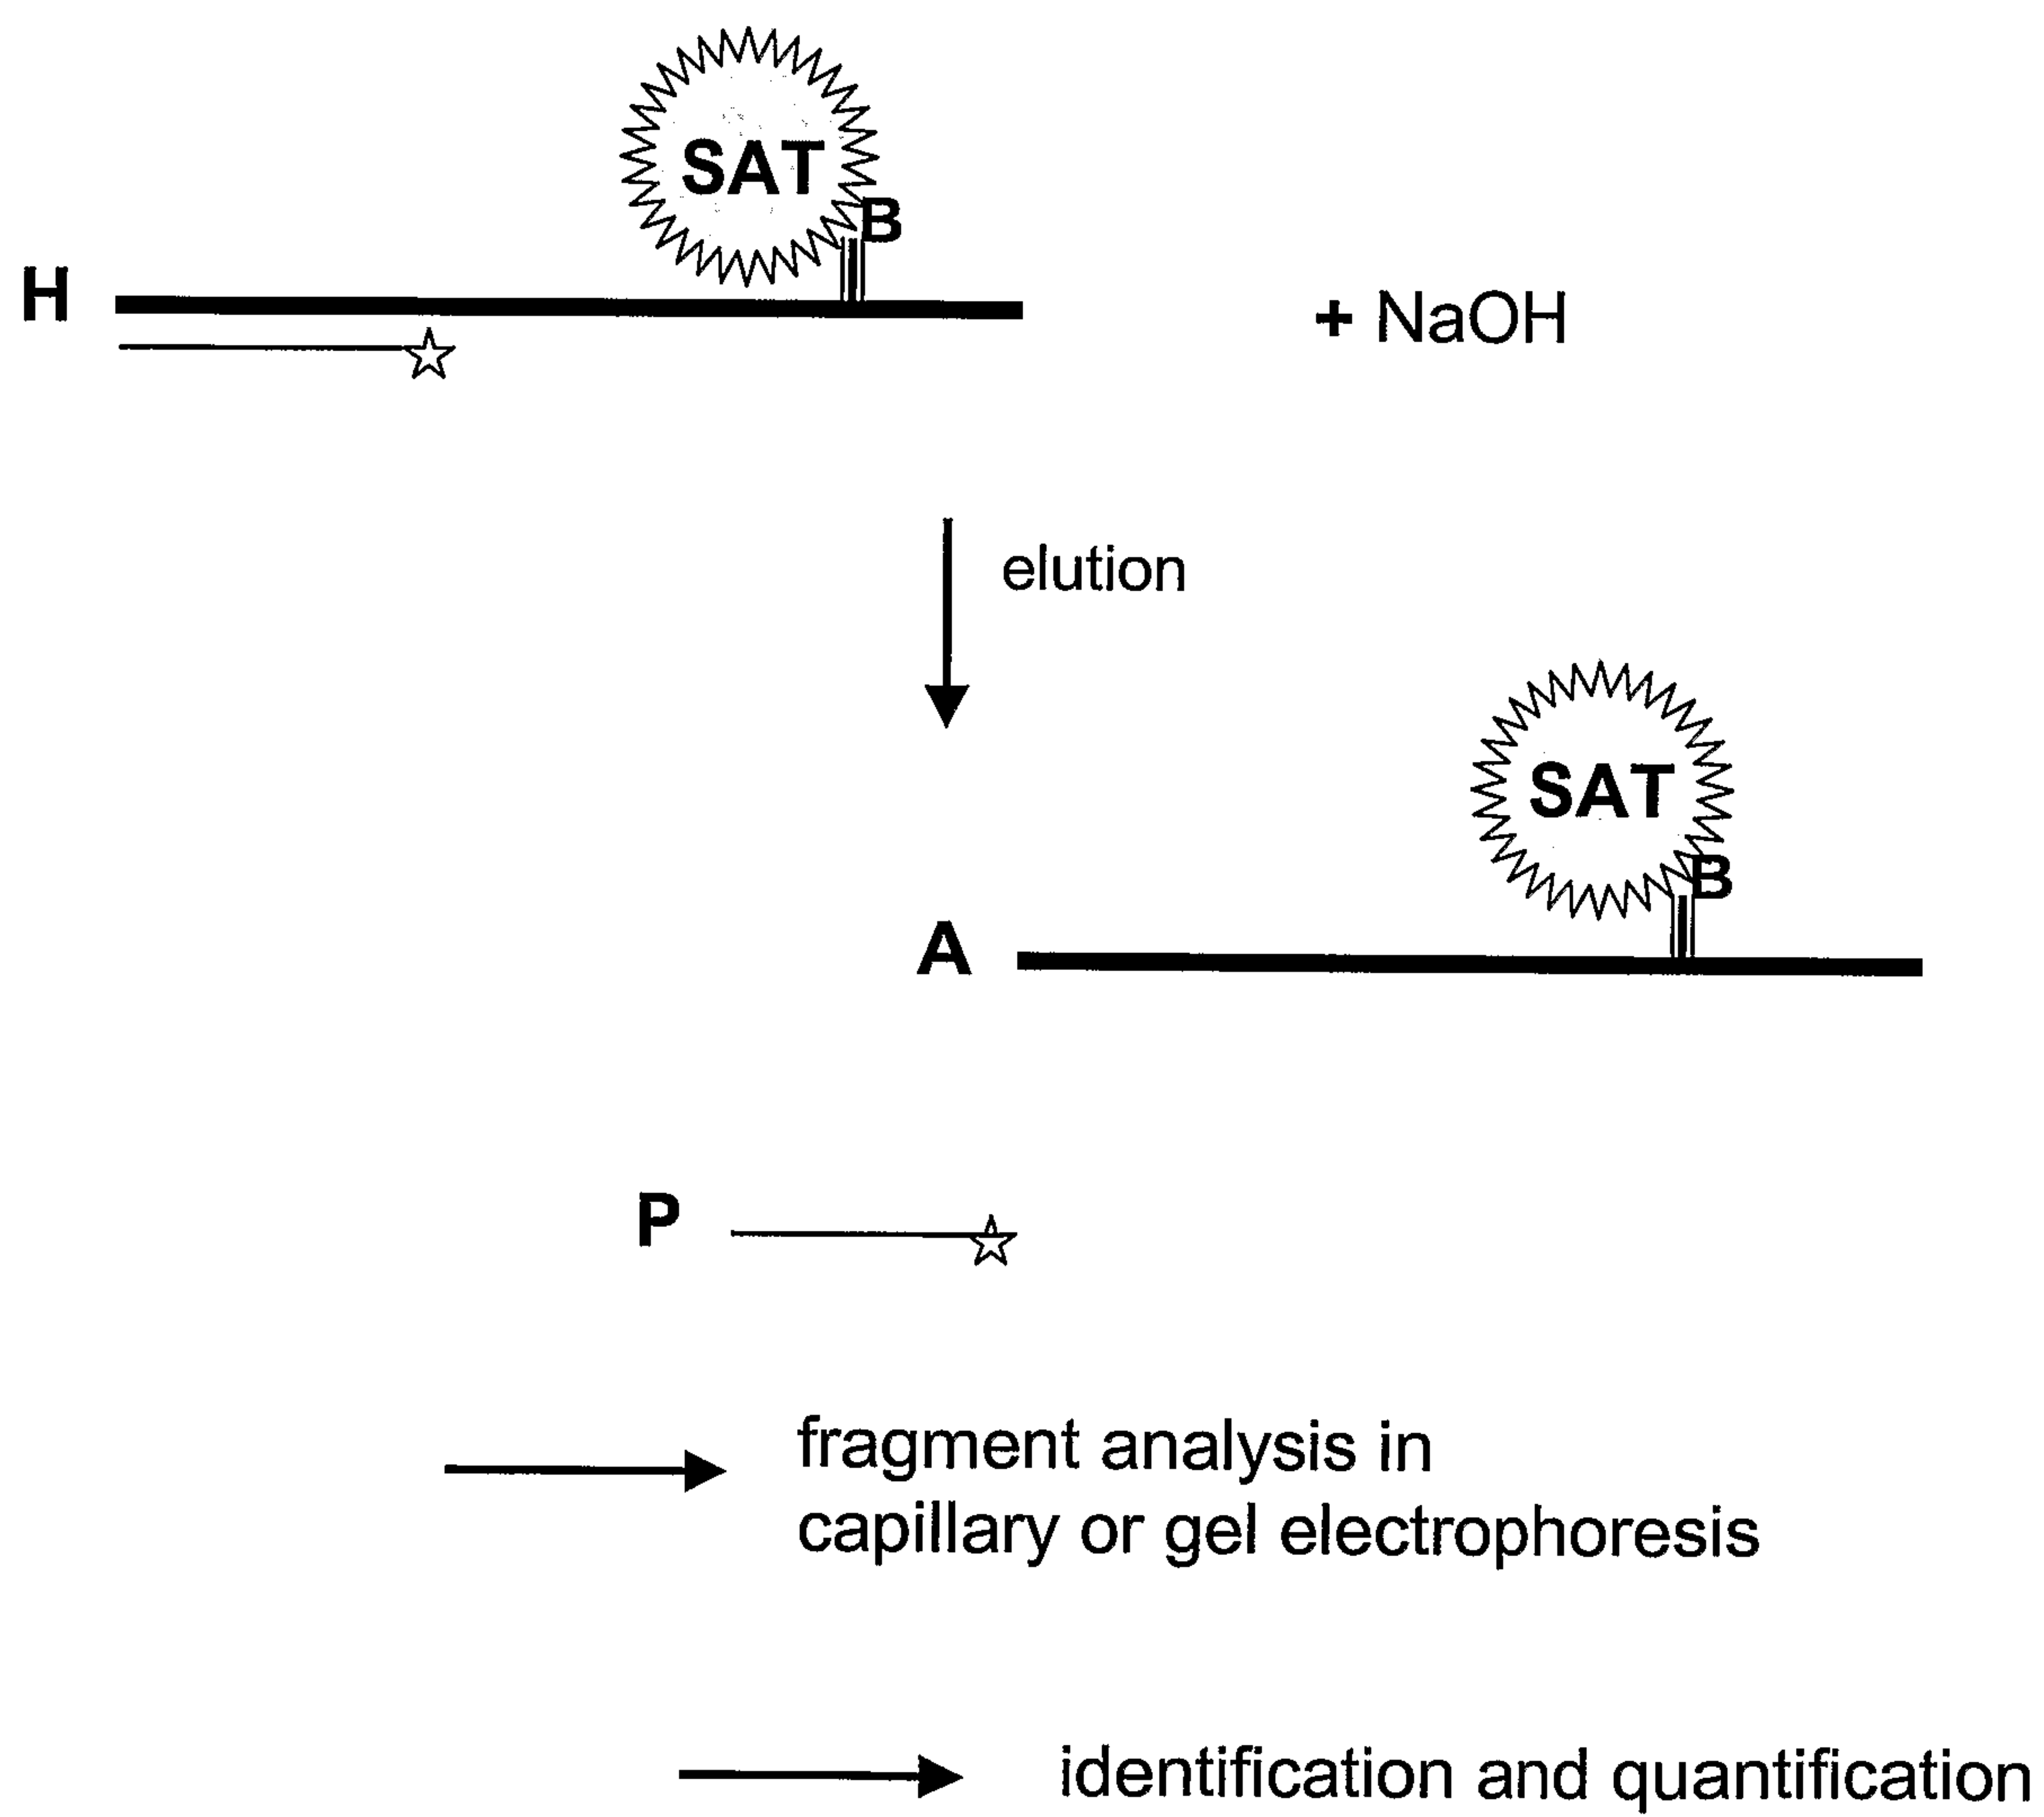 SAT
B
H
+ NaOH
elution
SAT
B
A
P
fragment analysis in
capillary or gel electrophoresis
identification and quantification